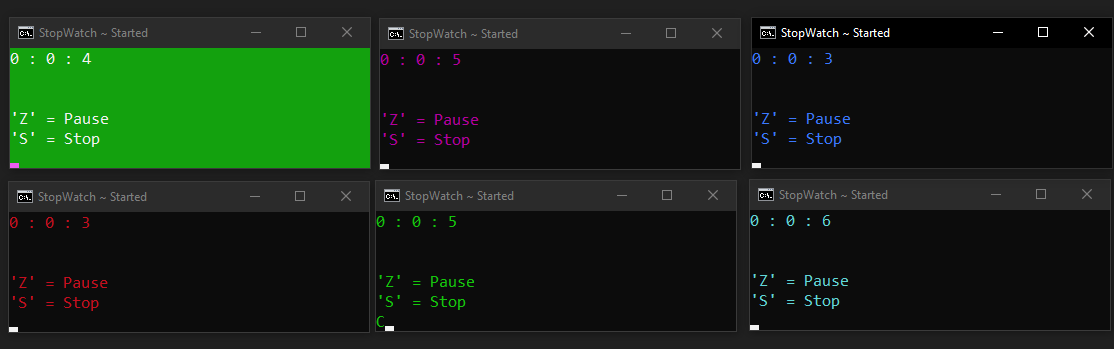 StopWatch ~ Started
0 : 0 : 4
'Z' = Pause
'S' = Stop
StopWatch ~ Started
0 : 0 : 5
'Z' = Pause
'S' = Stop
StopWatch ~ Started
0 : 0 : 3
'Z' = Pause
'S' = Stop
StopWatch ~ Started
0 : 0 : 3
'Z' = Pause
'S' = Stop
StopWatch ~ Started
0 : 0 : 5
'Z' = Pause
'S' = Stop
C
StopWatch ~ Started
0 : 0 : 6
'Z' = Pause
'S' = Stop